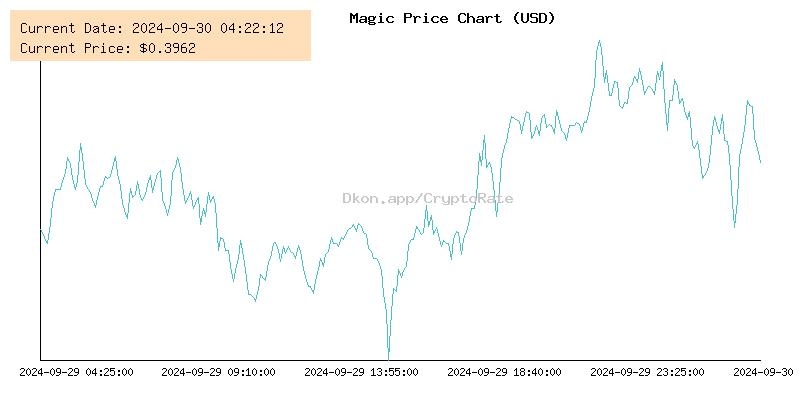 Magic Price Chart (USD)
Current Date: 2024-09-30 04:22:12
Current Price: $0.3962
Dkon.app/CryptoRate
2024-09-29 04:25:00 2024-09-29 09:10:00 2024-09-29 13:55:00 2024-09-29 18:40:00 2024-09-29 23:25:00 2024-09-30